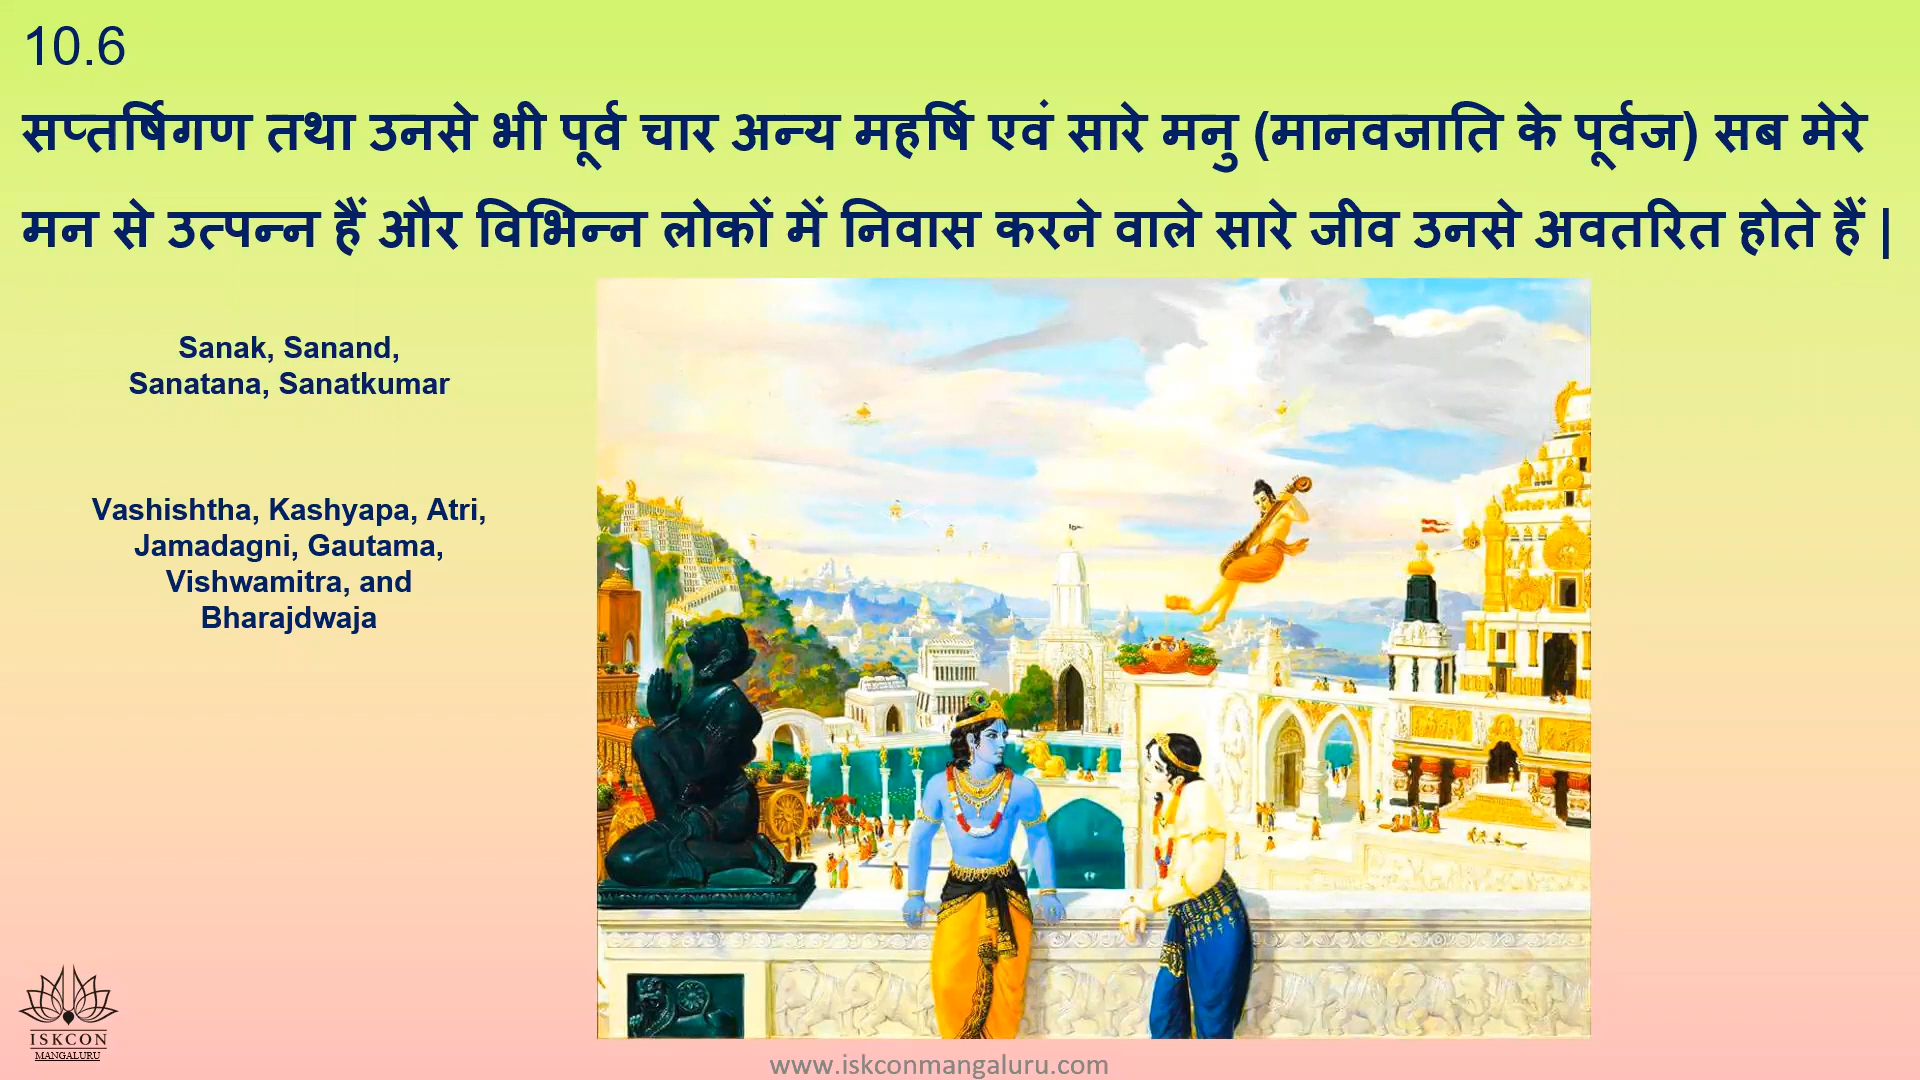 10.6
सप्तर्षिगण तथा उनसे भी पूर्व चार अन्य महर्षि एवं सारे मनु (मानवजाति के पूर्वज) सब मेरे
मन से उत्पन्न हैं और विभिन्न लोकों में निवास करने वाले सारे जीव उनसे अवतरित होते हैं |
Sanak, Sanand,
Sanatana, Sanatkumar
Vashishtha, Kashyapa, Atri,
Jamadagni, Gautama,
Vishwamitra, and
Bharajdwaja
ISKCON
MANGALURU
www.iskconmangaluru.com